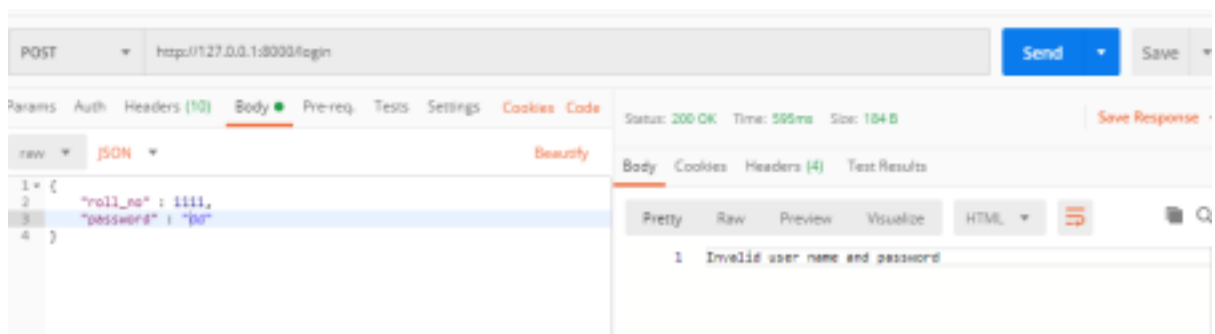 POST http://127.0.0.1:8000/login Send Save
Params Auth Headers (10) Body Pre-req. Tests Settings Cookies Code
Status: 200 OK Time: 595ms Size: 184 B Save Response
raw JSON Beautify
Body Cookies Headers (4) Test Results
1 {
2 "roll_no" : 1111,
3 "password" :
4 }
Pretty Raw Preview Visualize HTML
1 Invalid user name and password